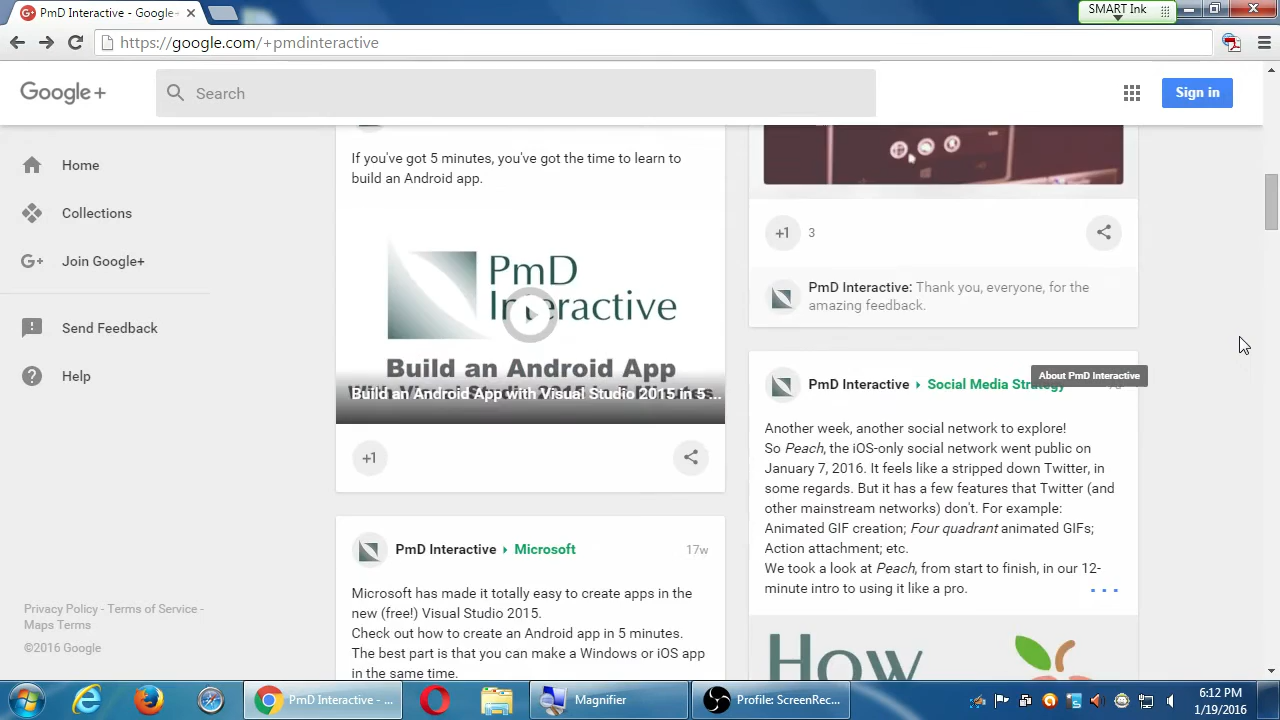 PmD Interactive - Google+
SMART Ink
https://google.com/+pmdinteractive
Google+
Search
Sign in
Home
Collections
Join Google+
Send Feedback
Help
Privacy Policy - Terms of Service -
Maps Terms
©2016 Google
If you've got 5 minutes, you've got the time to learn to
build an Android app.
PmD
Interactive
Build an Android App
Build an Android App with Visual Studio 2015 in 5 ...
+1
PmD Interactive Microsoft 17w
Microsoft has made it totally easy to create apps in the
new (free!) Visual Studio 2015.
Check out how to create an Android app in 5 minutes.
The best part is that you can make a Windows or iOS app
in the same time.
+1 3
PmD Interactive: Thank you, everyone, for the
amazing feedback.
About PmD Interactive
PmD Interactive Social Media Strategy
Another week, another social network to explore!
So Peach, the iOS-only social network went public on
January 7, 2016. It feels like a stripped down Twitter, in
some regards. But it has a few features that Twitter (and
other mainstream networks) don't. For example:
Animated GIF creation; Four quadrant animated GIFs;
Action attachment; etc.
We took a look at Peach, from start to finish, in our 12-
minute intro to using it like a pro.
How
PmD Interactive - ...
Magnifier
Profile: ScreenRec...
6:12 PM
1/19/2016